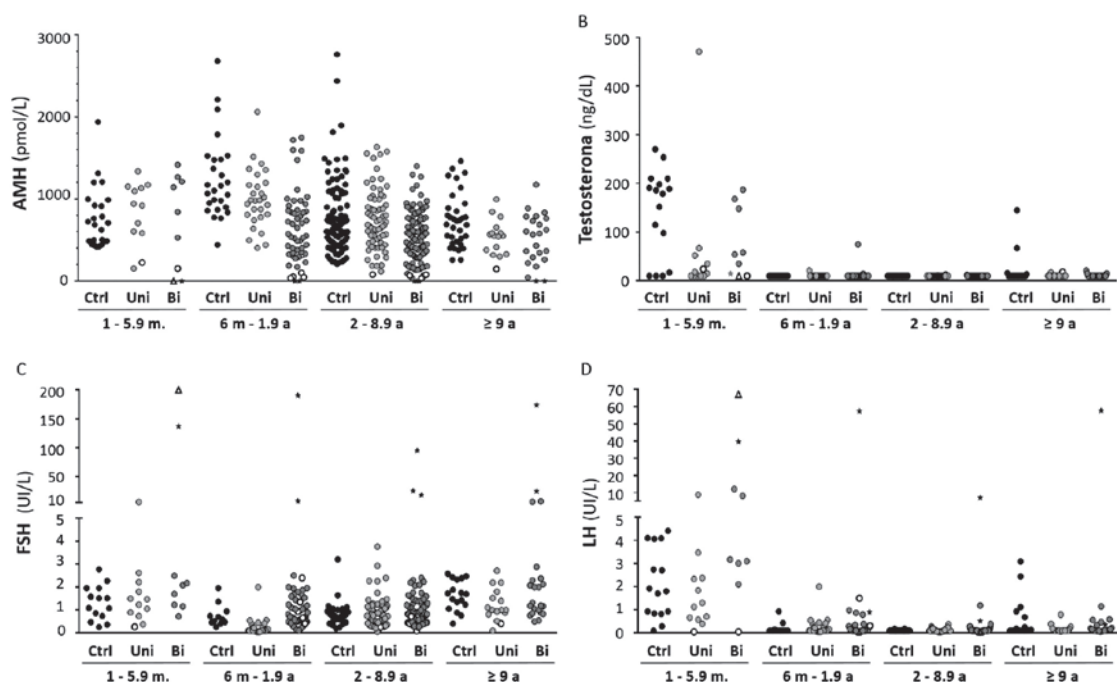 B
3000
2000
1000
0
AMH (pmol/L)
Ctrl Uni Bi Ctrl Uni Bi Ctrl Uni Bi Ctrl Uni Bi
1 - 5.9 m. 6 m - 1.9 a 2 - 8.9 a ≥ 9 a
500
400
300
200
100
0
Testosterona (ng/dL)
Ctrl Uni Bi Ctrl Uni Bi Ctrl Uni Bi Ctrl Uni Bi
1 - 5.9 m. 6 m - 1.9 a 2 - 8.9 a ≥ 9 a
C
200
150
100
50
10
5
4
3
2
1
0
FSH (UI/L)
Ctrl Uni Bi Ctrl Uni Bi Ctrl Uni Bi Ctrl Uni Bi
1 - 5.9 m. 6 m - 1.9 a 2 - 8.9 a ≥ 9 a
D
70
60
50
40
30
20
10
5
4
3
2
1
0
LH (UI/L)
Ctrl Uni Bi Ctrl Uni Bi Ctrl Uni Bi Ctrl Uni Bi
1 - 5.9 m. 6 m - 1.9 a 2 - 8.9 a ≥ 9 a